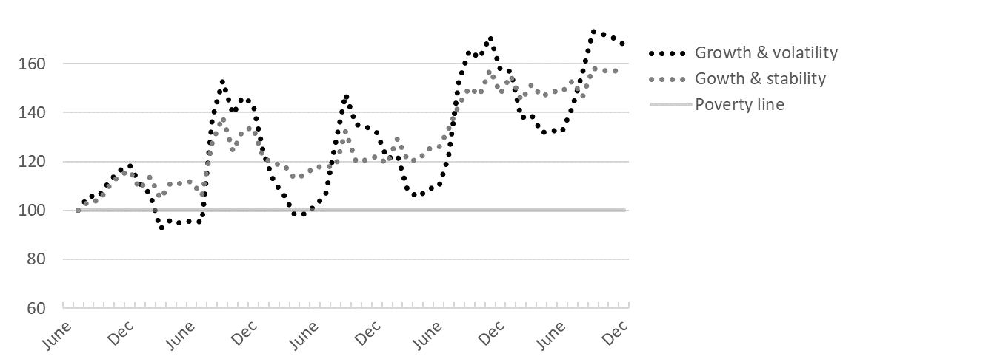 160
140
120
100
80
60
June
Dec
June
Dec
June
Dec
June
Dec
June
Dec
Growth & volatility
Gowth & stability
Poverty line